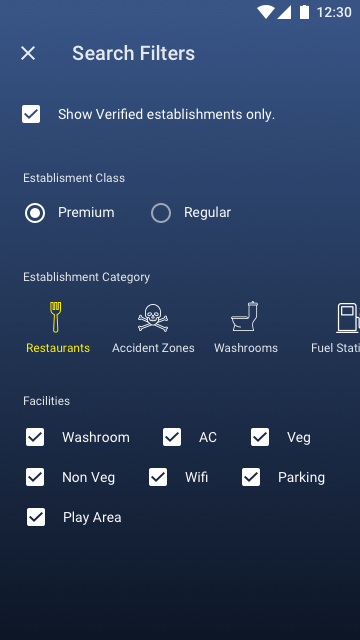 12:30
Search Filters
Show Verified establishments only.
Establisment Class
Premium Regular
Establishment Category
Restaurants Accident Zones Washrooms Fuel Stati
Facilities
Washroom AC Veg
Non Veg Wifi Parking
Play Area